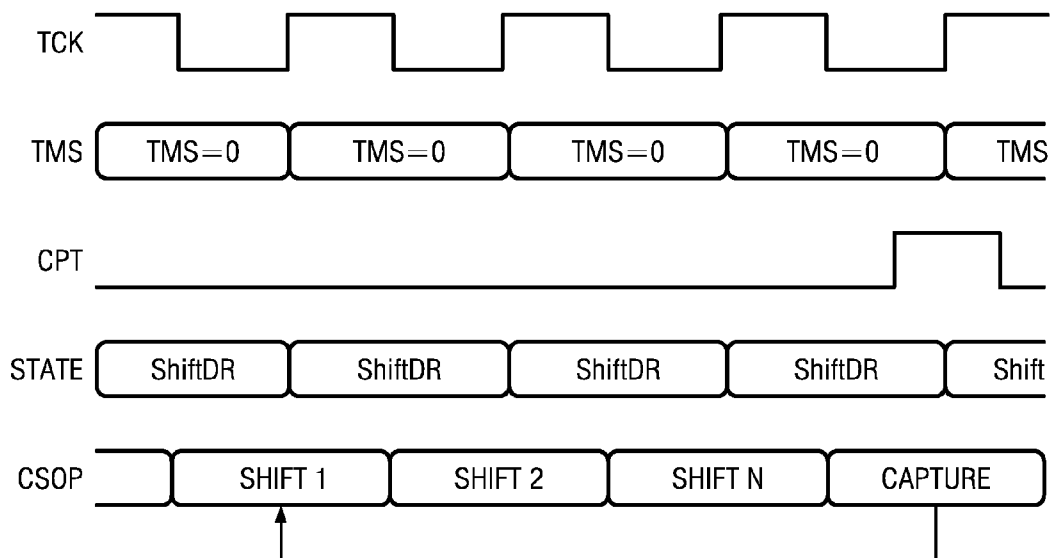 TCK
TMS TMS=0 TMS=0 TMS=0 TMS=0 TMS
CPT
STATE ShiftDR ShiftDR ShiftDR ShiftDR Shift
CSOP SHIFT 1 SHIFT 2 SHIFT N CAPTURE